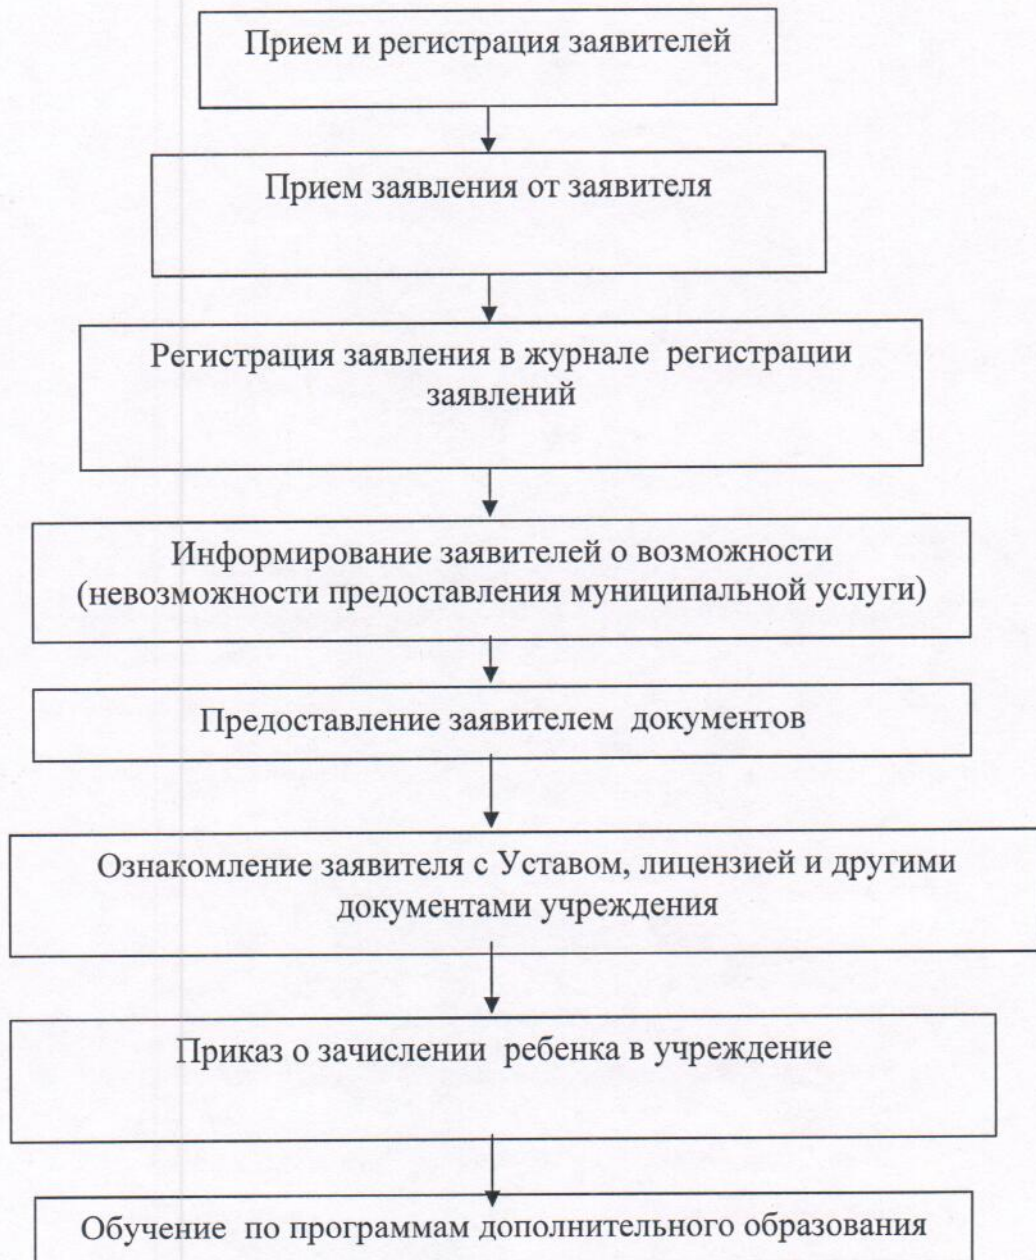 Прием и регистрация заявителей
Прием заявления от заявителя
Регистрация заявления в журнале регистрации
заявлений
Информирование заявителей о возможности
(невозможности предоставления муниципальной услуги)
Предоставление заявителем документов
Ознакомление заявителя с Уставом, лицензией и другими
документами учреждения
Приказ о зачислении ребенка в учреждение
Обучение по программам дополнительного образования